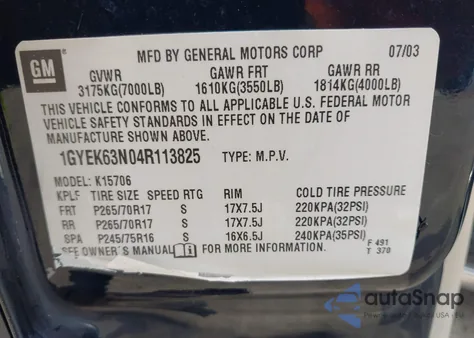 GM
MFD BY GENERAL MOTORS CORP 07/03
GVWR GAWR FRT GAWR RR
3175KG(7000LB) 1610KG(3550LB) 1814KG(4000LB)
THIS VEHICLE CONFORMS TO ALL APPLICABLE U.S. FEDERAL MOTOR
VEHICLE SAFETY STANDARDS IN EFFECT ON THE DATE OF
MANUFACTURE SHOWN ABOVE.
1GYEK63N04R113825 TYPE: M.P.V.
MODEL: K15706
KPLF TIRE SIZE SPEED RTG RIM COLD TIRE PRESSURE
FRT P265/70R17 S 17X7.5J 220KPA(32PSI)
RR P265/70R17 S 17X7.5J 220KPA(32PSI)
SPA P245/75R16 S 16X6.5J 240KPA(35PSI)
SEE OWNER'S MANUAL FOR MORE INFORMATION.
F 491
T 370
autoSnap